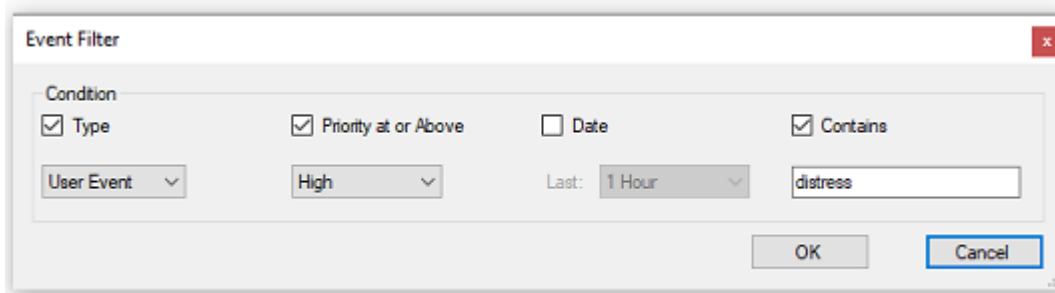 Event Filter
x
Condition
Type Priority at or Above Date Contains
User Event High Last: 1 Hour distress
OK Cancel